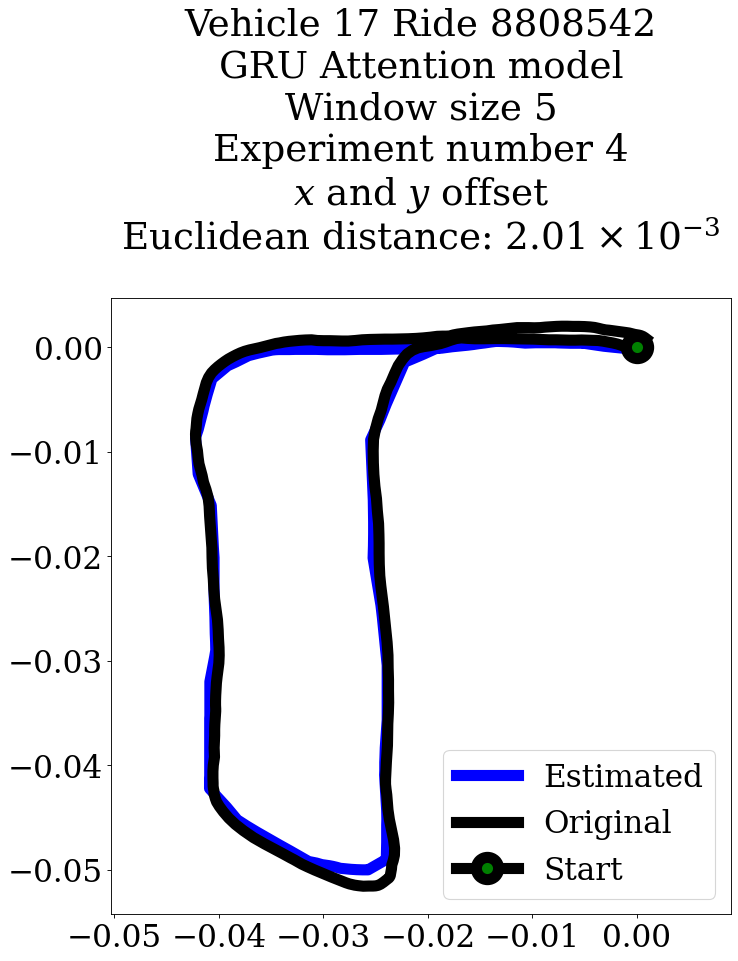 Vehicle 17 Ride 8808542
GRU Attention model
Window size 5
Experiment number 4
x and y offset
Euclidean distance: 2.01 × 10⁻³
0.00
−0.01
−0.02
−0.03
−0.04
−0.05
Estimated
Original
Start
−0.05 −0.04 −0.03 −0.02 −0.01 0.00